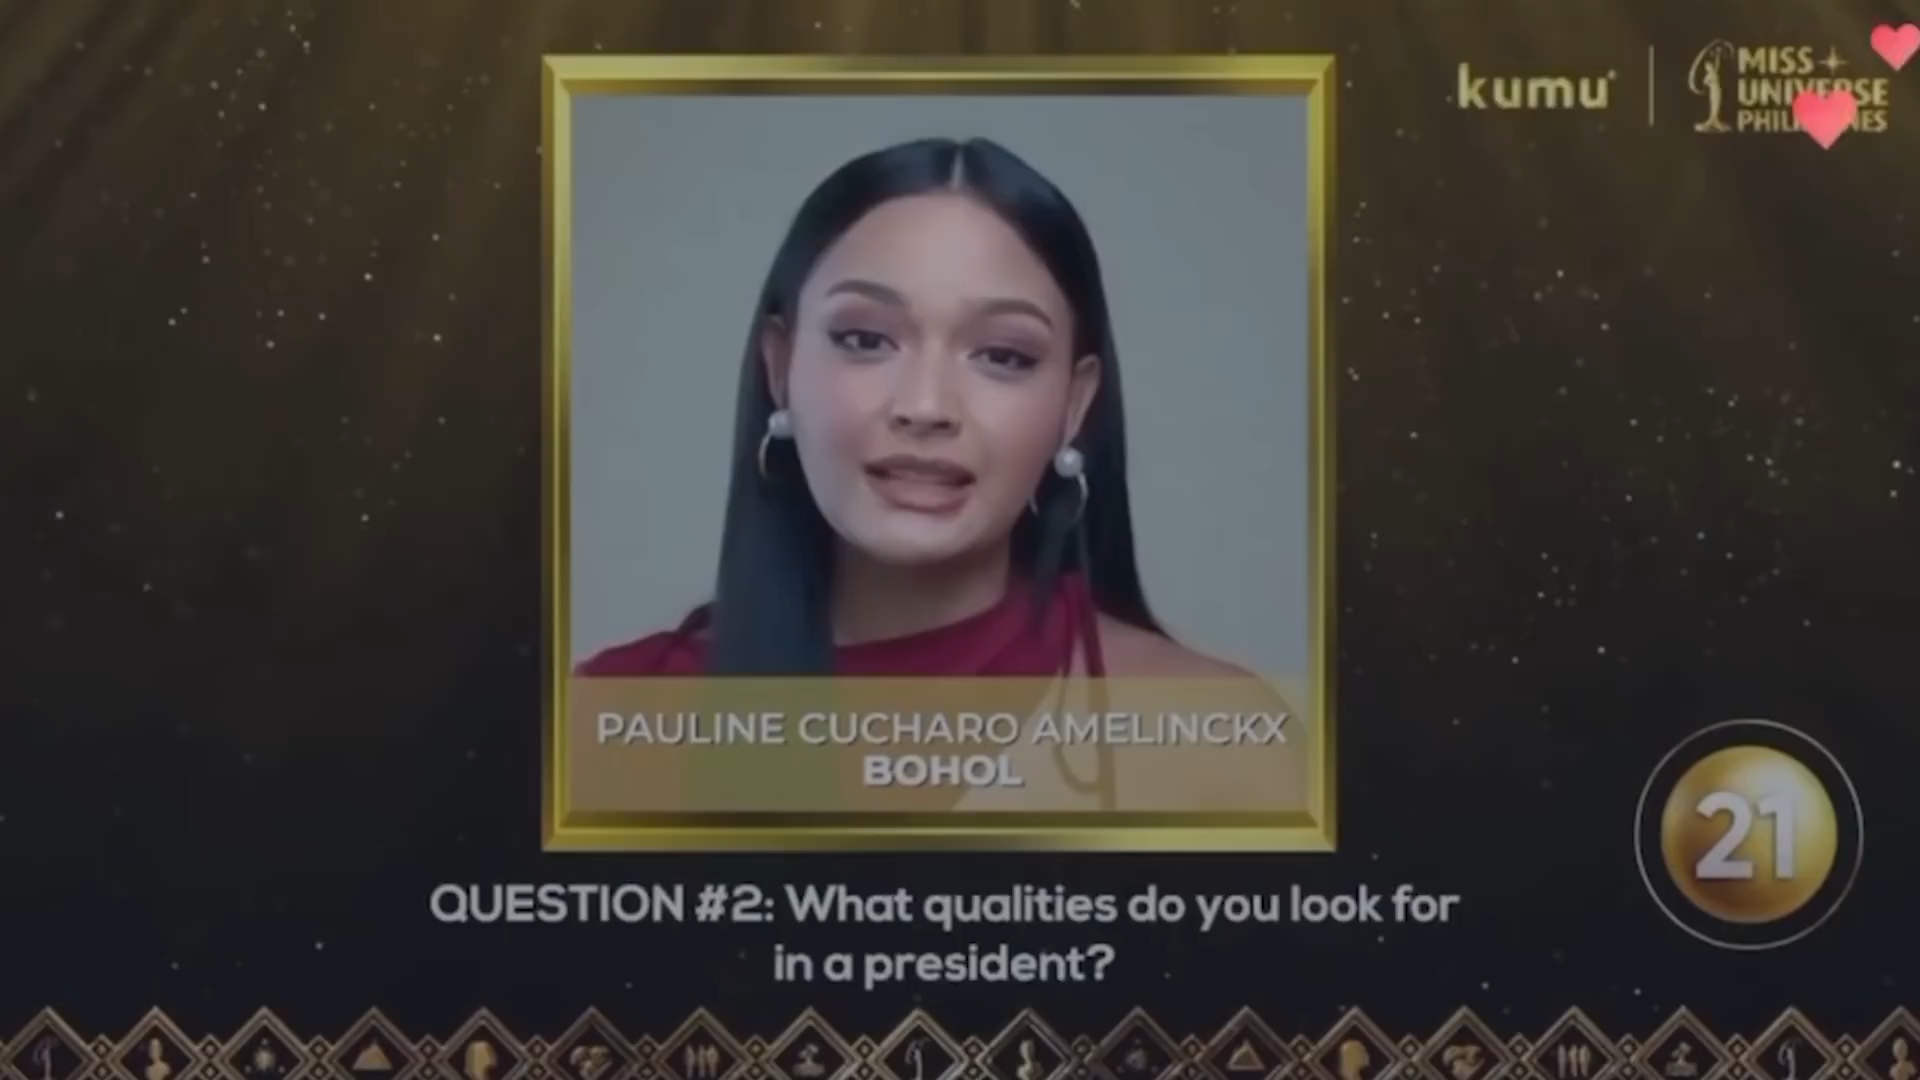 kumu
MISS
UNIVERSE
PHILIPPINES
PAULINE CUCHARO AMELINCKX
BOHOL
21
QUESTION #2: What qualities do you look for
in a president?